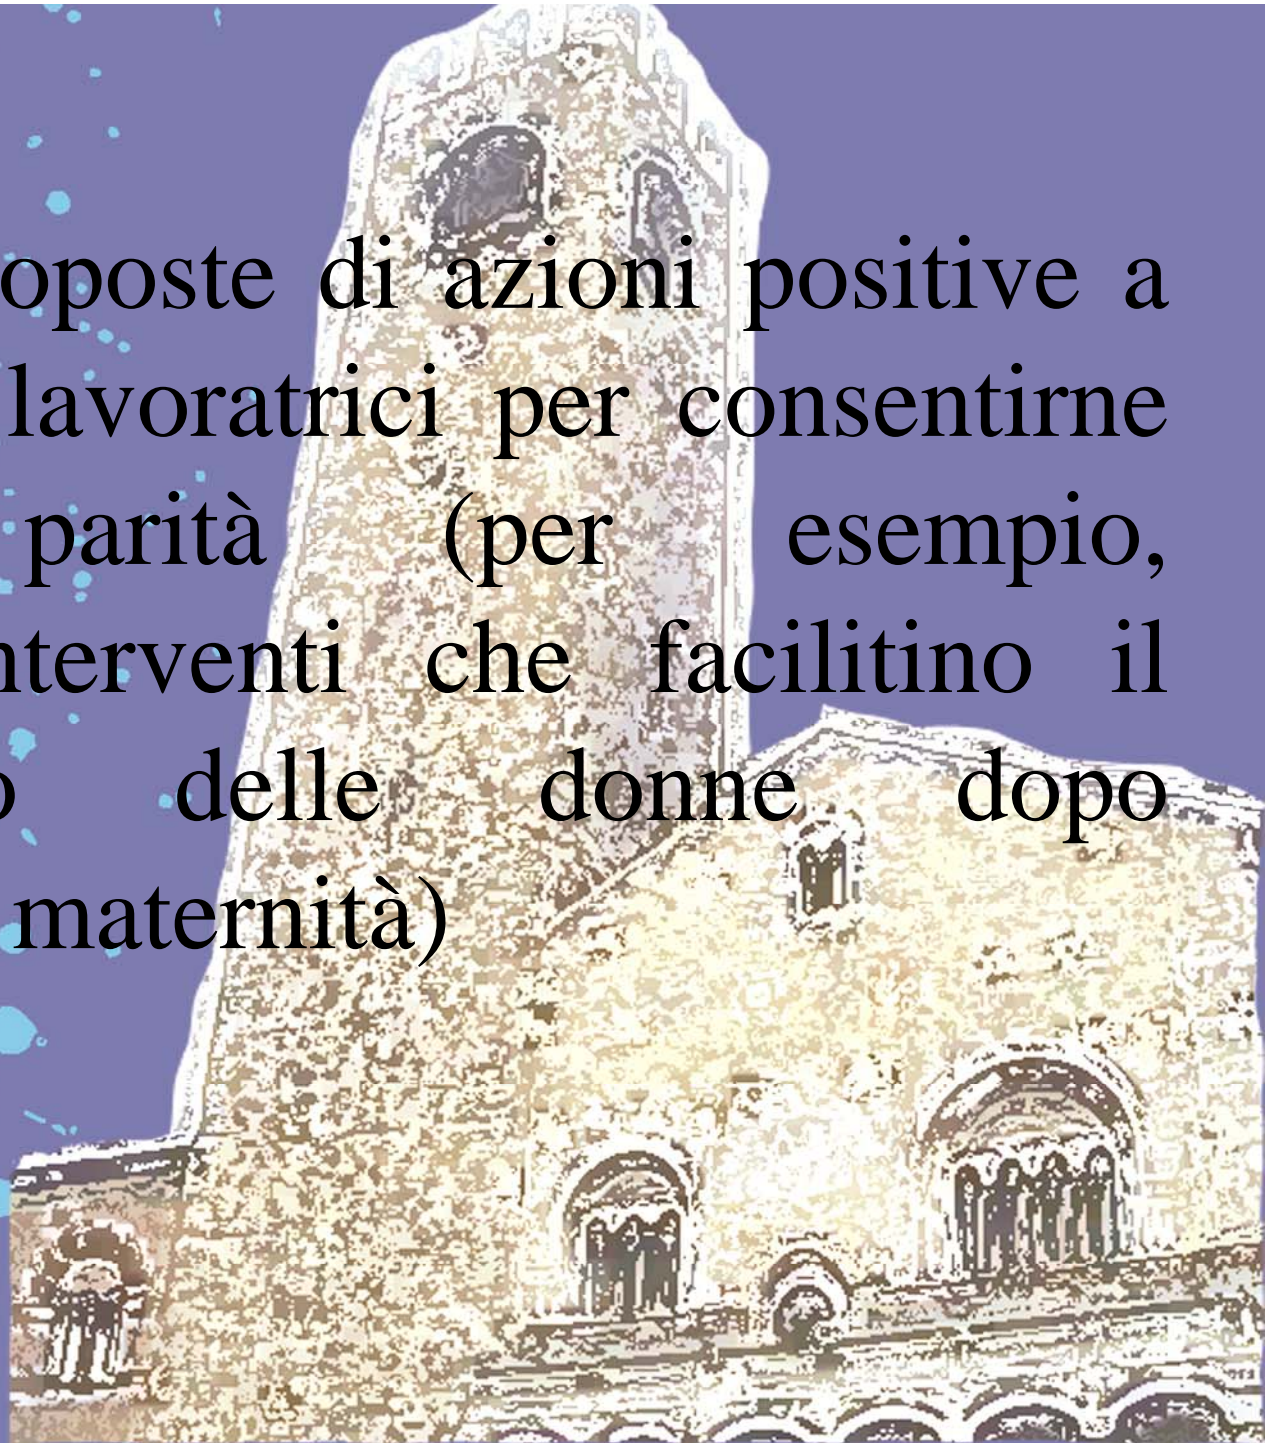 oposte di azioni positive a
lavoratrici per consentirne
parità (per esempio,
nterventi che facilitino il
o delle donne dopo
maternità)